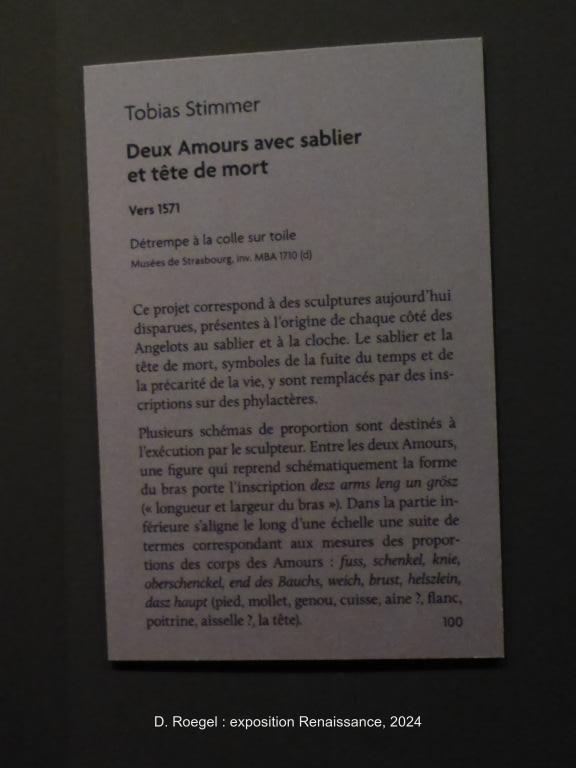 Tobias Stimmer
Deux Amours avec sablier
et tête de mort
Vers 1571
Détrempe à la colle sur toile
Musées de Strasbourg, inv. MBA 1710 (d)
Ce projet correspond à des sculptures aujourd'hui
disparues, présentes à l'origine de chaque côté des
Angelots au sablier et à la cloche. Le sablier et la
tête de mort, symboles de la fuite du temps et de
la précarité de la vie, y sont remplacés par des ins-
criptions sur des phylactères.
Plusieurs schémas de proportion sont destinés à
l'exécution par le sculpteur. Entre les deux Amours,
une figure qui reprend schématiquement la forme
du bras porte l'inscription desz arms leng un grösz
(« longueur et largeur du bras »). Dans la partie in-
férieure s'aligne le long d'une échelle une suite de
termes correspondant aux mesures des propor-
tions des corps des Amours : fuss, schenkel, knie,
oberschenckel, end des Bauchs, weich, brust, helszlein,
dasz haupt (pied, mollet, genou, cuisse, aine ?, flanc,
poitrine, aisselle ?, la tête).
100
D. Roegel : exposition Renaissance, 2024